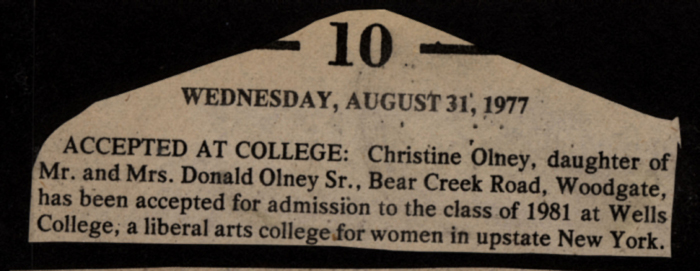 10
WEDNESDAY, AUGUST 31, 1977
ACCEPTED AT COLLEGE: Christine Olney, daughter of
Mr. and Mrs. Donald Olney Sr., Bear Creek Road, Woodgate,
has been accepted for admission to the class of 1981 at Wells
College, a liberal arts college for women in upstate New York.